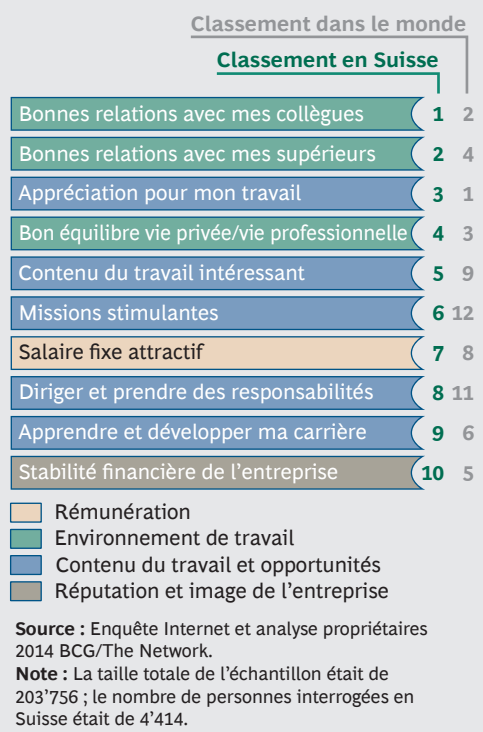 Classement dans le monde
Classement en Suisse
Bonnes relations avec mes collègues 1 2
Bonnes relations avec mes supérieurs 2 4
Appréciation pour mon travail 3 1
Bon équilibre vie privée/vie professionnelle 4 3
Contenu du travail intéressant 5 9
Missions stimulantes 6 12
Salaire fixe attractif 7 8
Diriger et prendre des responsabilités 8 11
Apprendre et développer ma carrière 9 6
Stabilité financière de l'entreprise 10 5
Rémunération
Environnement de travail
Contenu du travail et opportunités
Réputation et image de l'entreprise
Source : Enquête Internet et analyse propriétaires
2014 BCG/The Network.
Note : La taille totale de l'échantillon était de
203'756 ; le nombre de personnes interrogées en
Suisse était de 4'414.